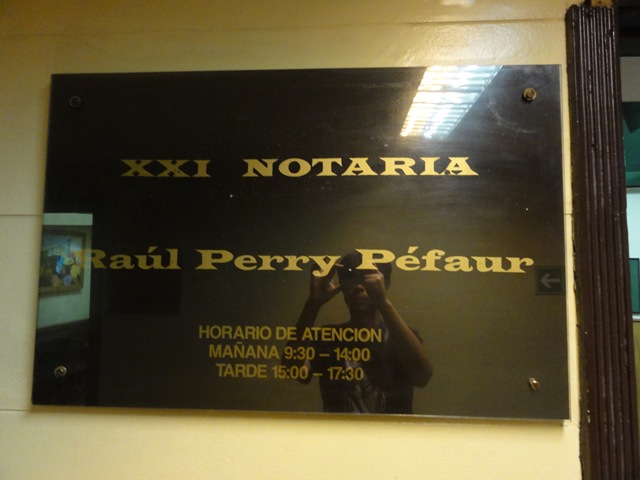 XXI NOTARIA
Raúl Perry Péfaur
HORARIO DE ATENCION
MAÑANA 9:30 – 14:00
TARDE 15:00 – 17:30